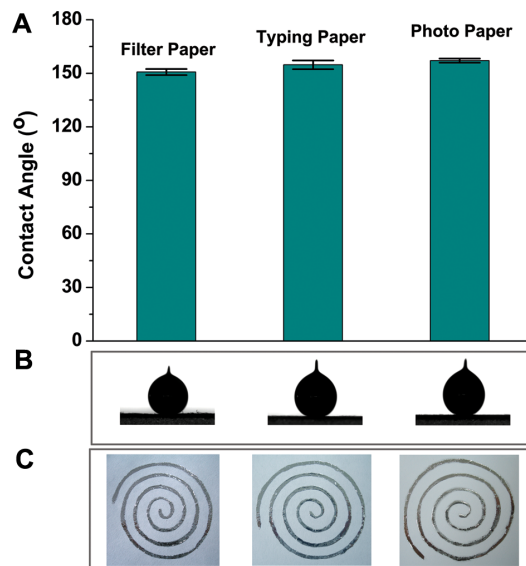 A
180
150
120
90
60
30
0
Contact Angle (°)
Filter Paper
Typing Paper
Photo Paper
B
C